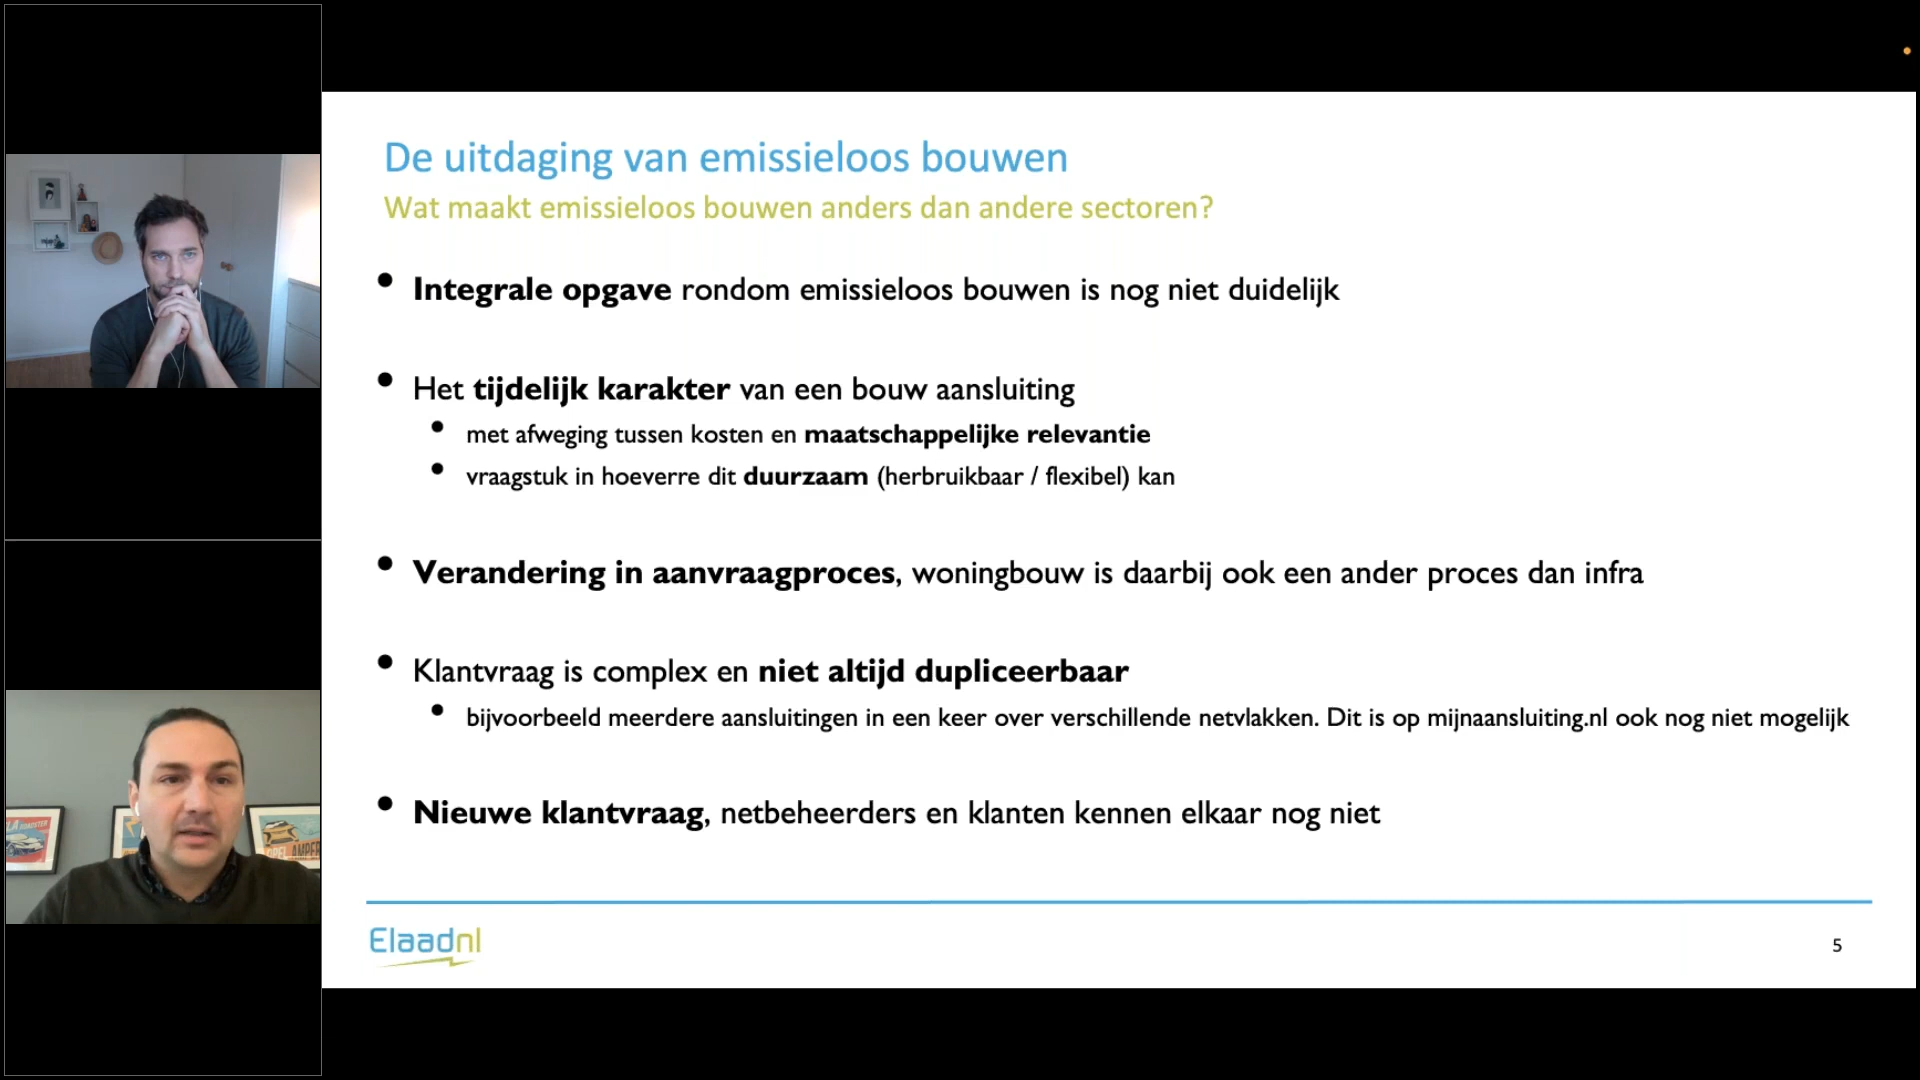 De uitdaging van emissieloos bouwen
Wat maakt emissieloos bouwen anders dan andere sectoren?
• Integrale opgave rondom emissieloos bouwen is nog niet duidelijk
• Het tijdelijk karakter van een bouw aansluiting
• met afweging tussen kosten en maatschappelijke relevantie
• vraagstuk in hoeverre dit duurzaam (herbruikbaar / flexibel) kan
• Verandering in aanvraagproces, woningbouw is daarbij ook een ander proces dan infra
• Klantvraag is complex en niet altijd dupliceerbaar
• bijvoorbeeld meerdere aansluitingen in een keer over verschillende netvlakken. Dit is op mijnaansluiting.nl ook nog niet mogelijk
• Nieuwe klantvraag, netbeheerders en klanten kennen elkaar nog niet
Elaadnl
5
ROADSTER
OPEL AMPER